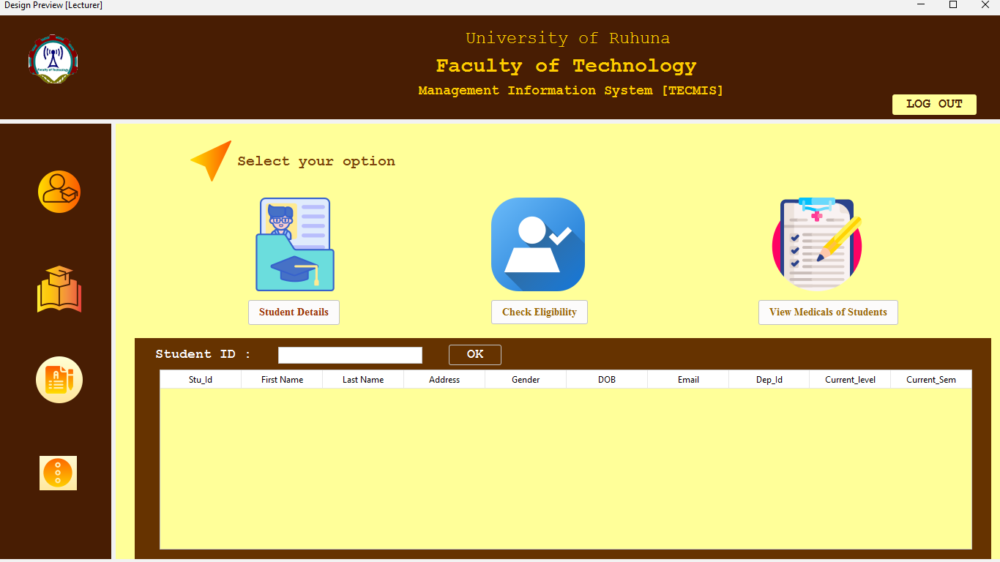 Design Preview [Lecturer]
University of Ruhuna
Faculty of Technology
Management Information System [TECMIS]
LOG OUT
Faculty of Technology
Select your option
Student Details
Check Eligibility
View Medicals of Students
Student ID :
OK
Stu_Id First Name Last Name Address Gender DOB Email Dep_Id Current_level Current_Sem
A